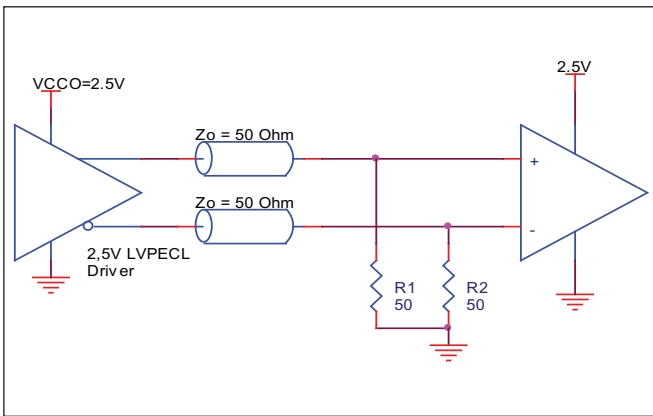 VCCO=2.5V
2.5V
Zo = 50 Ohm
+
Zo = 50 Ohm
-
2,5V LVPECL
Driver
R1
50
R2
50